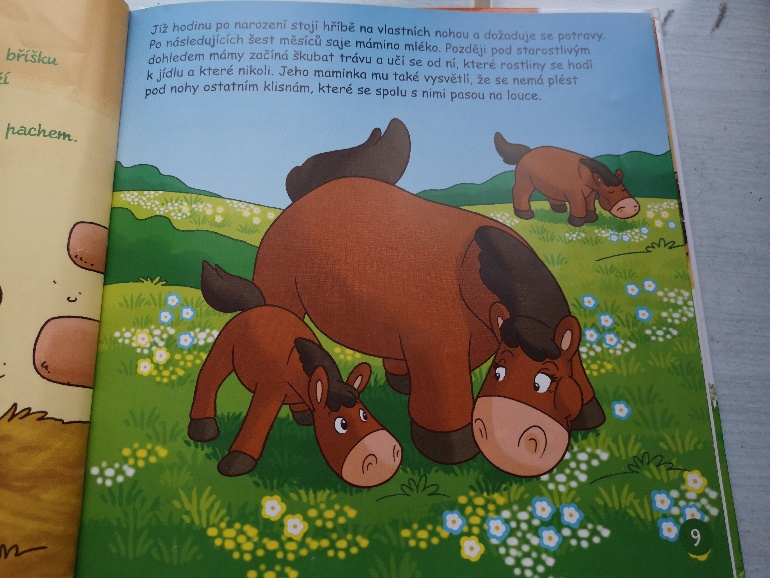 bříšku
pachem.
Již hodinu po narození stojí hříbě na vlastních nohou a dožaduje se potravy.
Po následujících šest měsíců saje mámino mléko. Později pod starostlivým
dohledem mámy začíná škubat trávu a učí se od ní, které rostliny se hodí
k jídlu a které nikoli. Jeho maminka mu také vysvětlí, že se nemá plést
pod nohy ostatním klisnám, které se spolu s nimi pasou na louce.
9